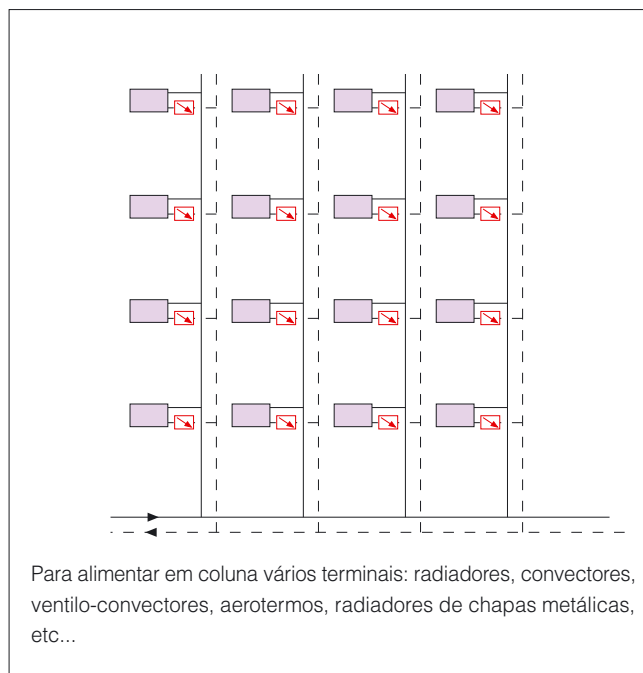 Para alimentar em coluna vários terminais: radiadores, convectores,
ventilo-convectores, aerotermos, radiadores de chapas metálicas,
etc...